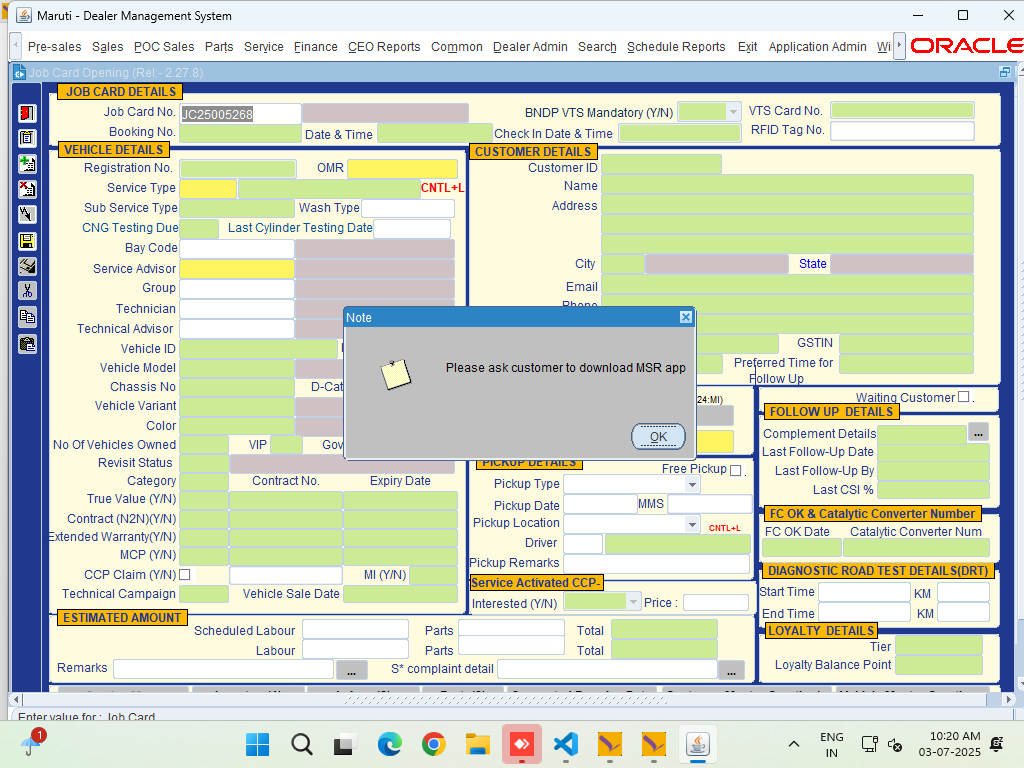 Maruti - Dealer Management System
Pre-sales Sales POC Sales Parts Service Finance CEO Reports Common Dealer Admin Search Schedule Reports Exit Application Admin Wi ORACLE
Job Card Opening (Rel:- 2.27.8)
JOB CARD DETAILS
Job Card No. JC25005268 BNDP VTS Mandatory (Y/N) VTS Card No.
Booking No. Date & Time Check In Date & Time RFID Tag No.
VEHICLE DETAILS CUSTOMER DETAILS
Registration No. OMR Customer ID
Service Type CNTL+L Name
Sub Service Type Wash Type Address
CNG Testing Due Last Cylinder Testing Date
Bay Code
Service Advisor City State
Group Email
Technician Phone
Technical Advisor
Vehicle ID GSTIN
Vehicle Model Preferred Time for
Follow Up
Chassis No D-Cat
Vehicle Variant
Color
No Of Vehicles Owned VIP Gov
Revisit Status
Category Contract No. Expiry Date
True Value (Y/N)
Contract (N2N)(Y/N)
Extended Warranty(Y/N)
MCP (Y/N)
CCP Claim (Y/N) MI (Y/N)
Technical Campaign Vehicle Sale Date
Note
Please ask customer to download MSR app
OK
24:MI)
Waiting Customer .
FOLLOW UP DETAILS
Complement Details ...
Last Follow-Up Date
Last Follow-Up By
Last CSI %
PICKUP DETAILS
Free Pickup .
Pickup Type
Pickup Date MMS
Pickup Location CNTL+L
Driver
Pickup Remarks
FC OK & Catalytic Converter Number
FC OK Date Catalytic Converter Num
Service Activated CCP-
Interested (Y/N) Price :
DIAGNOSTIC ROAD TEST DETAILS(DRT)
Start Time KM
End Time KM
ESTIMATED AMOUNT
Scheduled Labour Parts Total
Labour Parts Total
Remarks ... S* complaint detail ...
LOYALTY DETAILS
Tier
Loyalty Balance Point
Enter value for : Job Card
1
ENG
IN
10:20 AM
03-07-2025